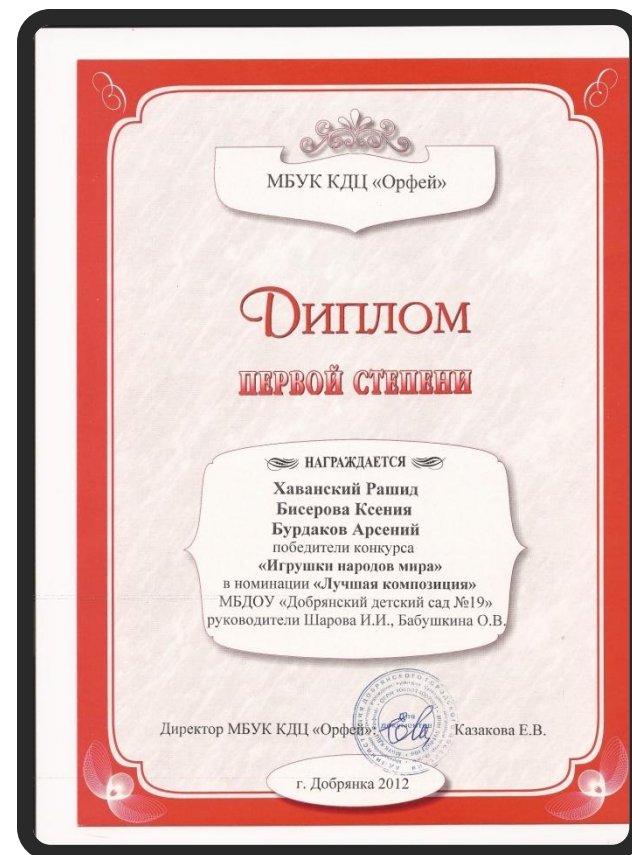 МБУК КДЦ «Орфей»
Диплом
ПЕРВОЙ СТЕПЕНИ
НАГРАЖДАЕТСЯ
Хаванский Рашид
Бисерова Ксения
Бурдаков Арсений
победители конкурса
«Игрушки народов мира»
в номинации «Лучшая композиция»
МБДОУ «Добрянский детский сад №19»
руководители Шарова И.И., Бабушкина О.В.
Директор МБУК КДЦ «Орфей»: Казакова Е.В.
г. Добрянка 2012